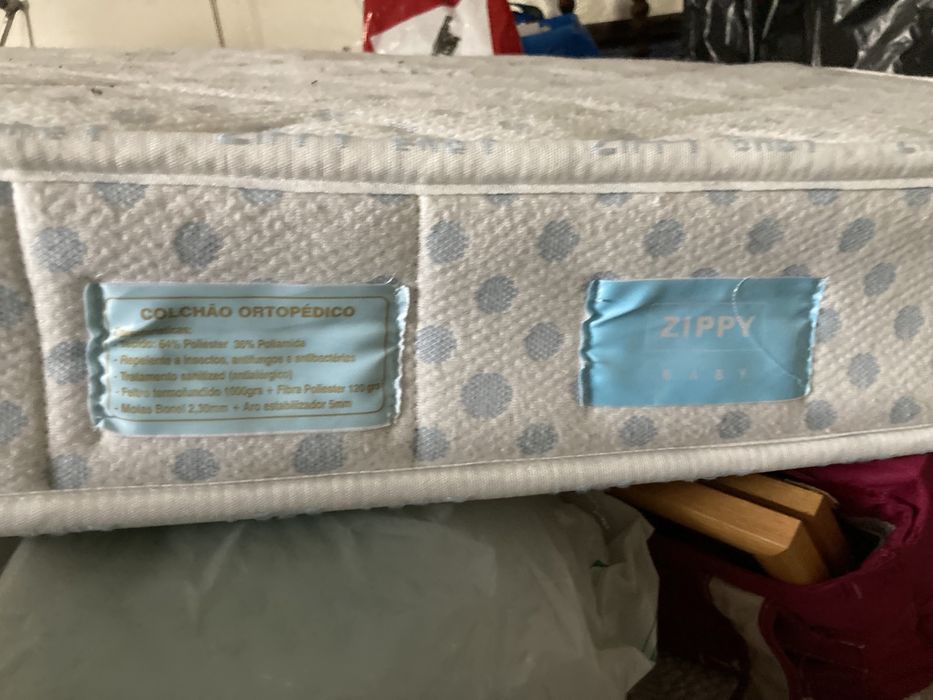 COLCHÃO ORTOPÉDICO
64% Poliester 36% Poliamida
- Repelente a insectos, antifungos e antibactérias
- Tratamento sanitized (antialérgico)
- Feltro termofundido 1000grs + Fibra Poliester 120 grs
- Molas Bonel 2,30mm + Aro estabilizador 5mm
ZIPPY
BABY